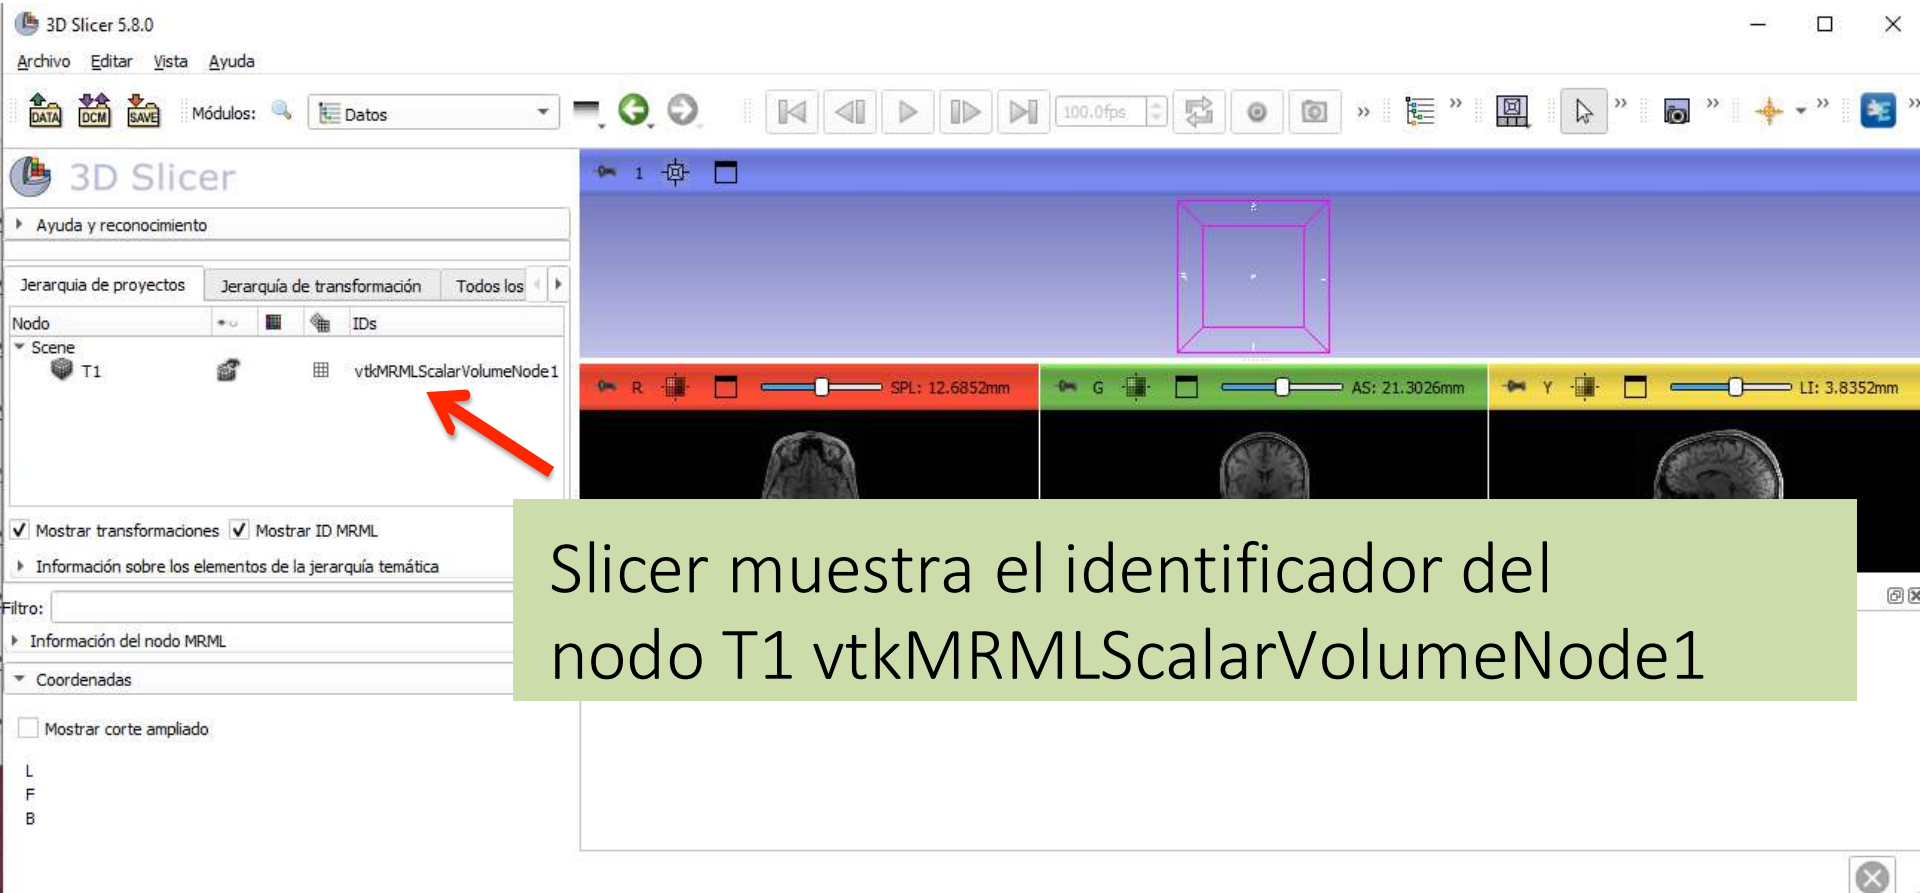 3D Slicer 5.8.0
Archivo Editar Vista Ayuda
DATA DCM SAVE Módulos: Datos 100.0fps
3D Slicer
1
Ayuda y reconocimiento
Jerarquia de proyectos Jerarquía de transformación Todos los
Nodo IDs
Scene
T1 vtkMRMLScalarVolumeNode1
R SPL: 12.6852mm G AS: 21.3026mm Y LI: 3.8352mm
Mostrar transformaciones Mostrar ID MRML
Información sobre los elementos de la jerarquía temática
Slicer muestra el identificador del
nodo T1 vtkMRMLScalarVolumeNode1
Filtro:
Información del nodo MRML
Coordenadas
Mostrar corte ampliado
L
F
B